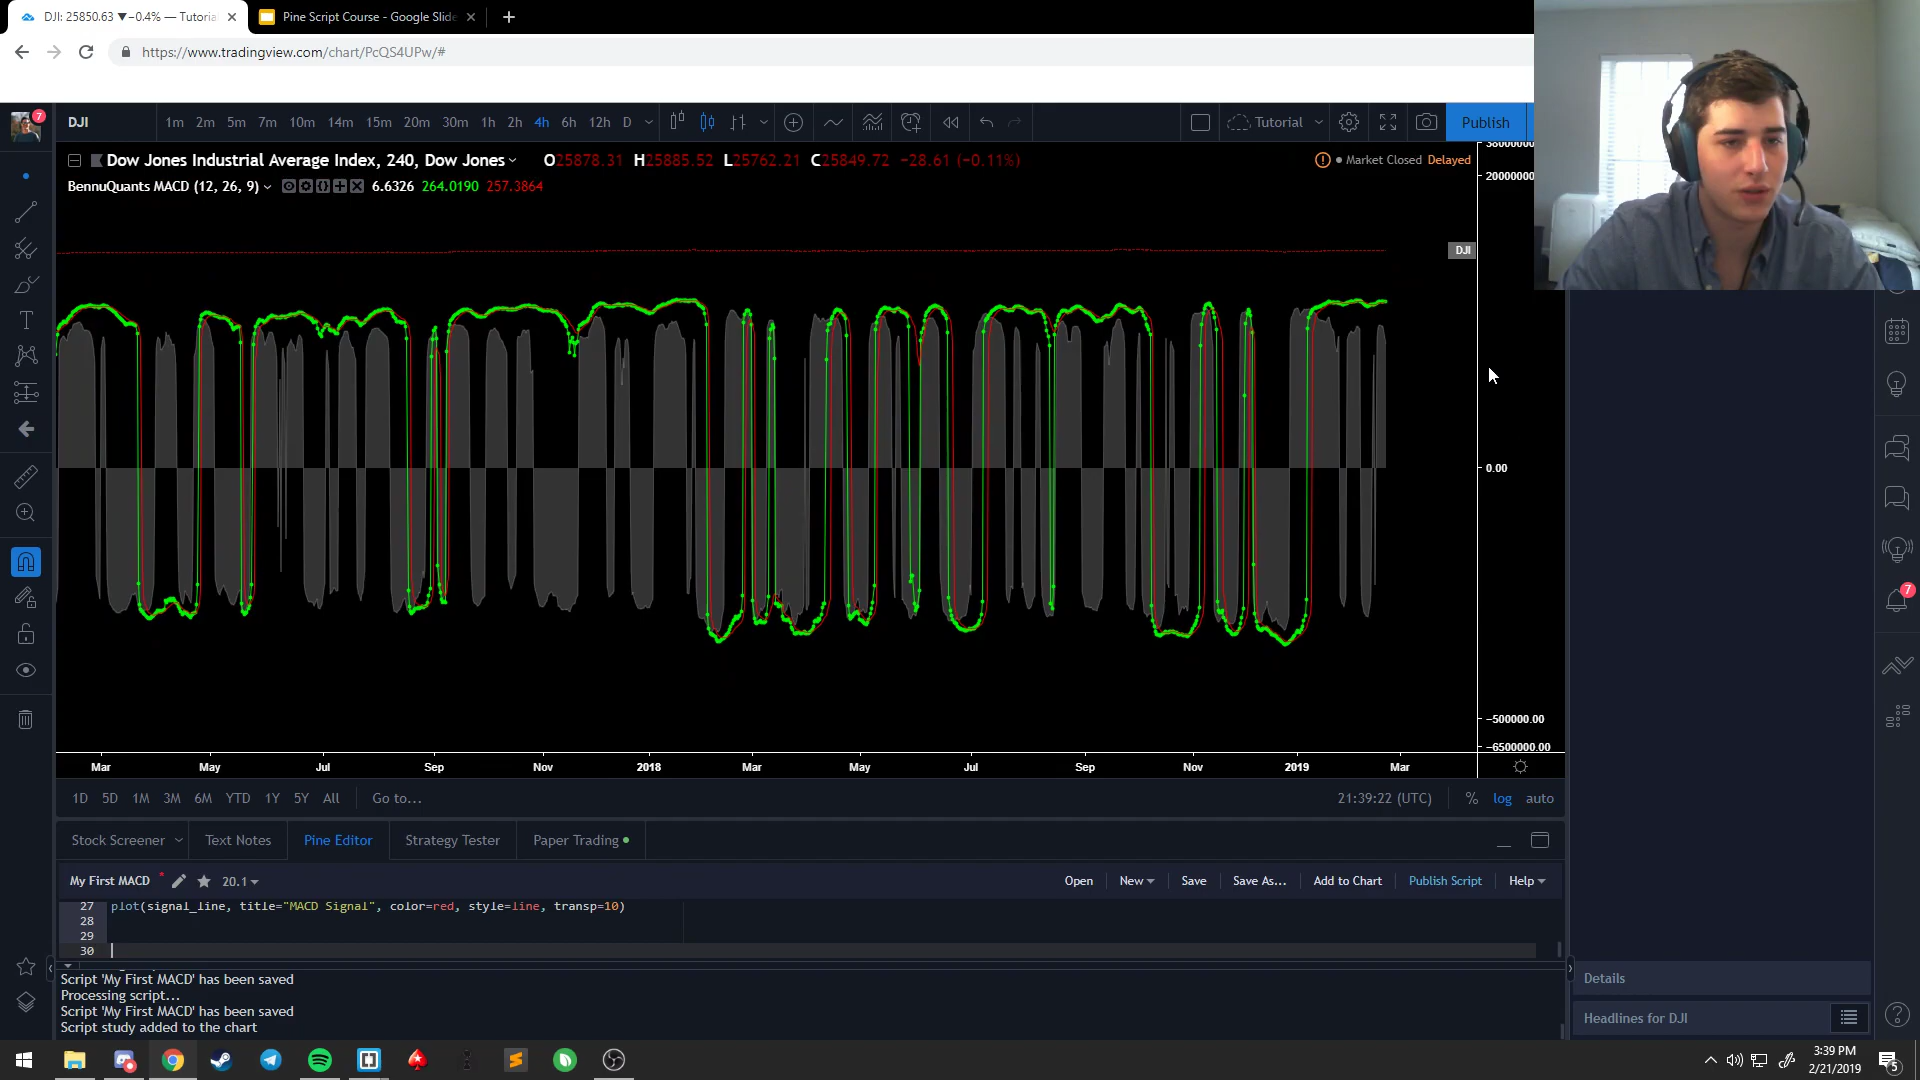 DJI: 25850.63 ▼−0.4% — Tutoria
Pine Script Course - Google Slide
https://www.tradingview.com/chart/PcQS4UPw/#
7
DJI 1m 2m 5m 7m 10m 14m 15m 20m 30m 1h 2h 4h 6h 12h D Tutorial Publish
Dow Jones Industrial Average Index, 240, Dow Jones O25878.31 H25885.52 L25762.21 C25849.72 −28.61 (−0.11%)
Market Closed Delayed
BennuQuants MACD (12, 26, 9) 6.6326 264.0190 257.3864
20000000
DJI
0.00
−500000.00
−6500000.00
Mar May Jul Sep Nov 2018 Mar May Jul Sep Nov 2019 Mar
1D 5D 1M 3M 6M YTD 1Y 5Y All Go to... 21:39:22 (UTC) % log auto
Stock Screener Text Notes Pine Editor Strategy Tester Paper Trading
My First MACD * 20.1 Open New Save Save As... Add to Chart Publish Script Help
27 plot(signal_line, title="MACD Signal", color=red, style=line, transp=10)
28
29
30
Script 'My First MACD' has been saved
Processing script...
Script 'My First MACD' has been saved
Script study added to the chart
7
Details
Headlines for DJI
3:39 PM
2/21/2019
5